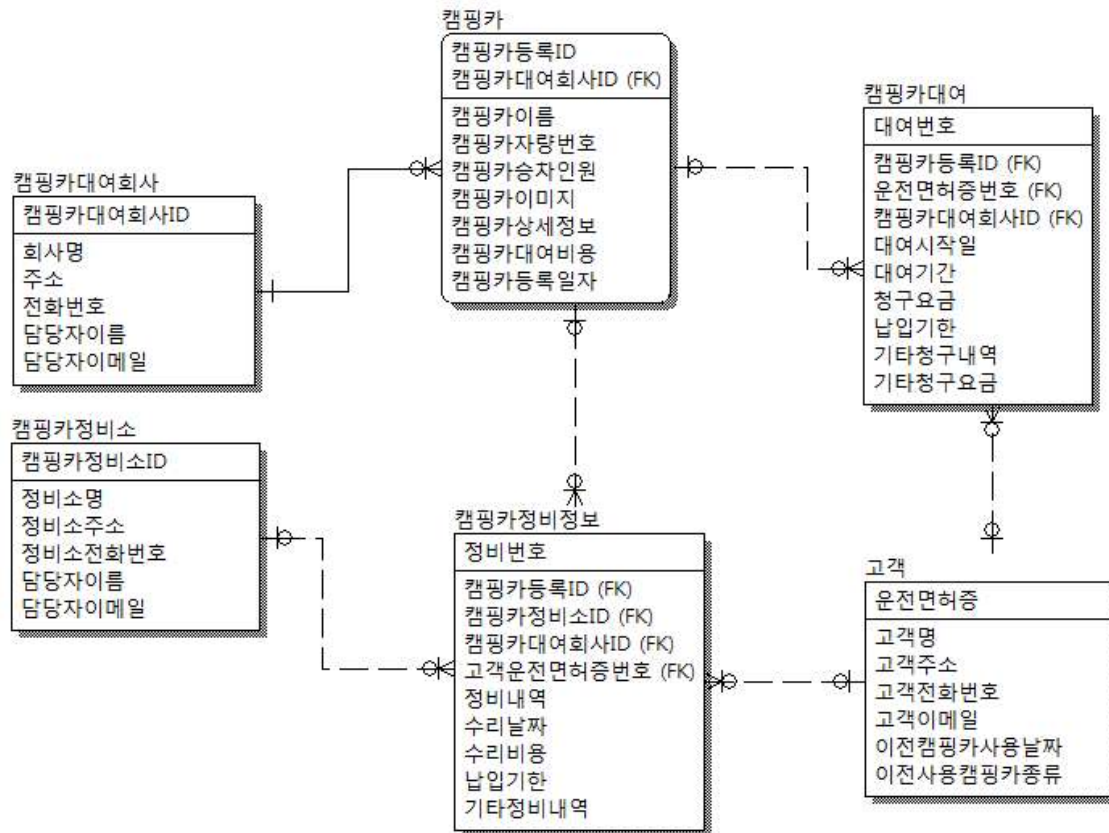 캠핑카
캠핑카등록ID
캠핑카대여회사ID (FK)
캠핑카이름
캠핑카차량번호
캠핑카승차인원
캠핑카이미지
캠핑카상세정보
캠핑카대여비용
캠핑카등록일자
캠핑카대여
대여번호
캠핑카등록ID (FK)
운전면허증번호 (FK)
캠핑카대여회사ID (FK)
대여시작일
대여기간
청구요금
납입기한
기타청구내역
기타청구요금
캠핑카대여회사
캠핑카대여회사ID
회사명
주소
전화번호
담당자이름
담당자이메일
캠핑카정비소
캠핑카정비소ID
정비소명
정비소주소
정비소전화번호
담당자이름
담당자이메일
캠핑카정비정보
정비번호
캠핑카등록ID (FK)
캠핑카정비소ID (FK)
캠핑카대여회사ID (FK)
고객운전면허증번호 (FK)
정비내역
수리날짜
수리비용
납입기한
기타정비내역
고객
운전면허증
고객명
고객주소
고객전화번호
고객이메일
이전캠핑카사용날짜
이전사용캠핑카종류